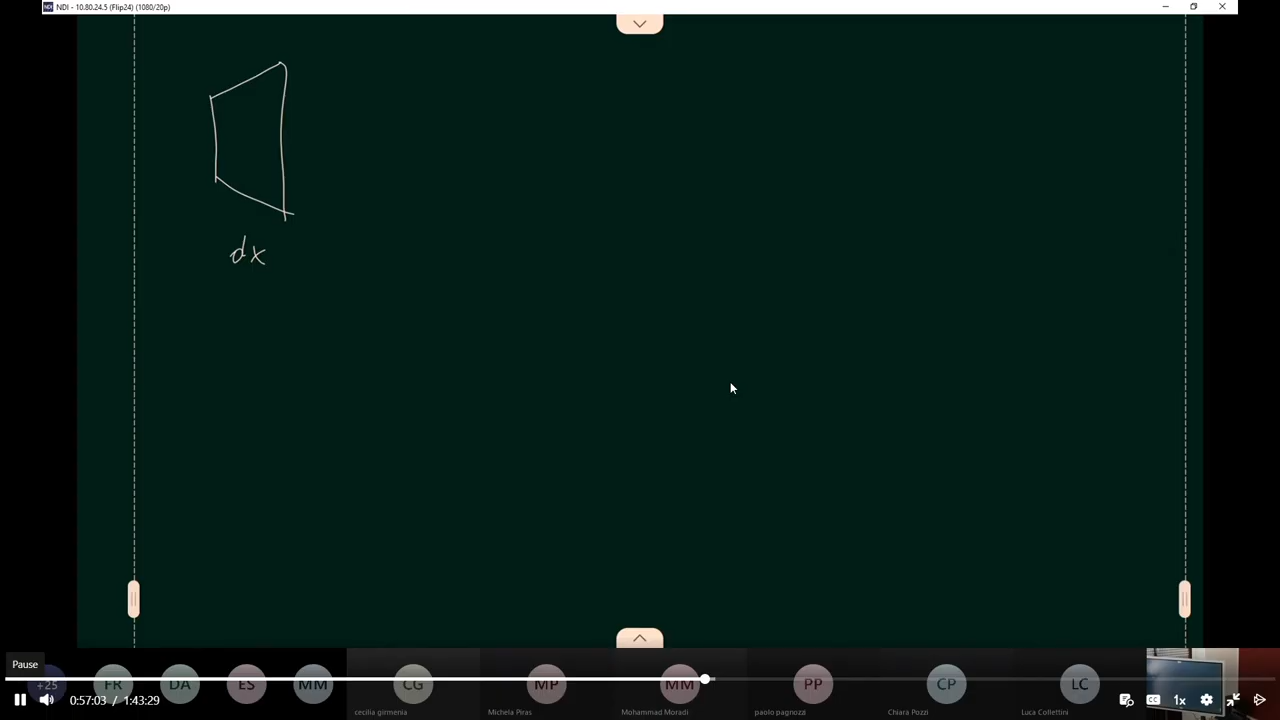 NDI - 10.80.24.5 (Flip24) (1080/20p)
dx
Pause
+25
FR
DA
ES
MM
CG
MP
MM
PP
CP
LC
cecilia girmenia
Michela Piras
Mohammad Moradi
paolo pagnozzi
Chiara Pozzi
Luca Collettini
0:57:03 / 1:43:29
CC
1x